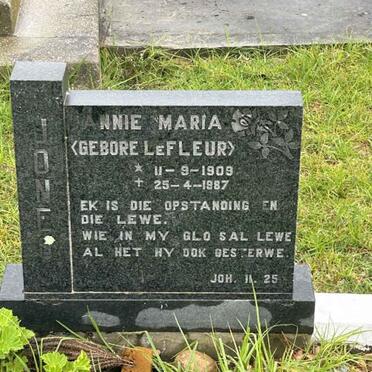 JONES
ANNIE MARIA
(GEBORE LEFLEUR)
* 11-9-1909
+ 25-4-1987
EK IS DIE OPSTANDING EN
DIE LEWE.
WIE IN MY GLO SAL LEWE
AL HET HY OOK GESTERWE.
JOH. 11. 25